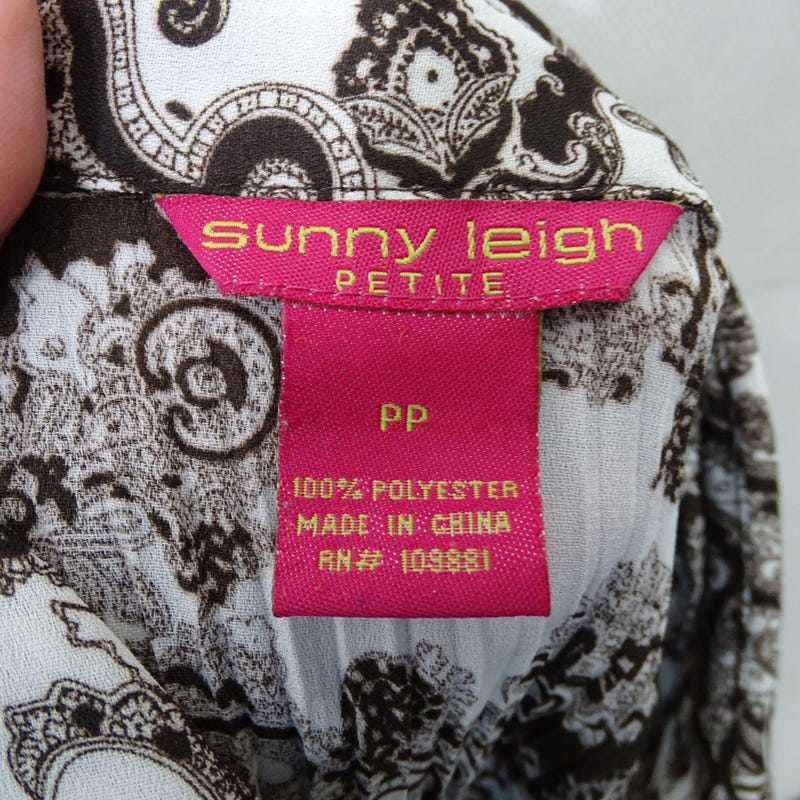 sunny leigh
PETITE
PP
100% POLYESTER
MADE IN CHINA
RN# 109881